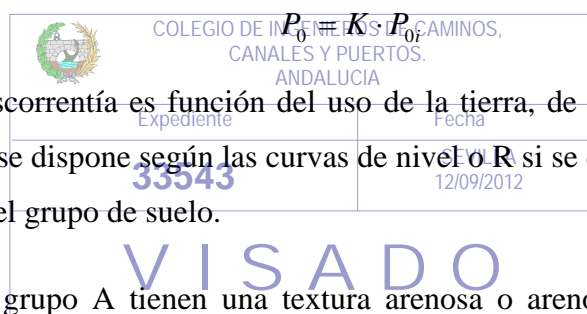 P₀ = K · P₀ᵢ
COLEGIO DE INGENIEROS DE CAMINOS,
CANALES Y PUERTOS.
ANDALUCIA
scorrentía es función del uso de la tierra, de
Expediente Fecha
se dispone según las curvas de nivel o R si se
33543 SEVILLA
12/09/2012
el grupo de suelo.
VISADO
grupo A tienen una textura arenosa o areno